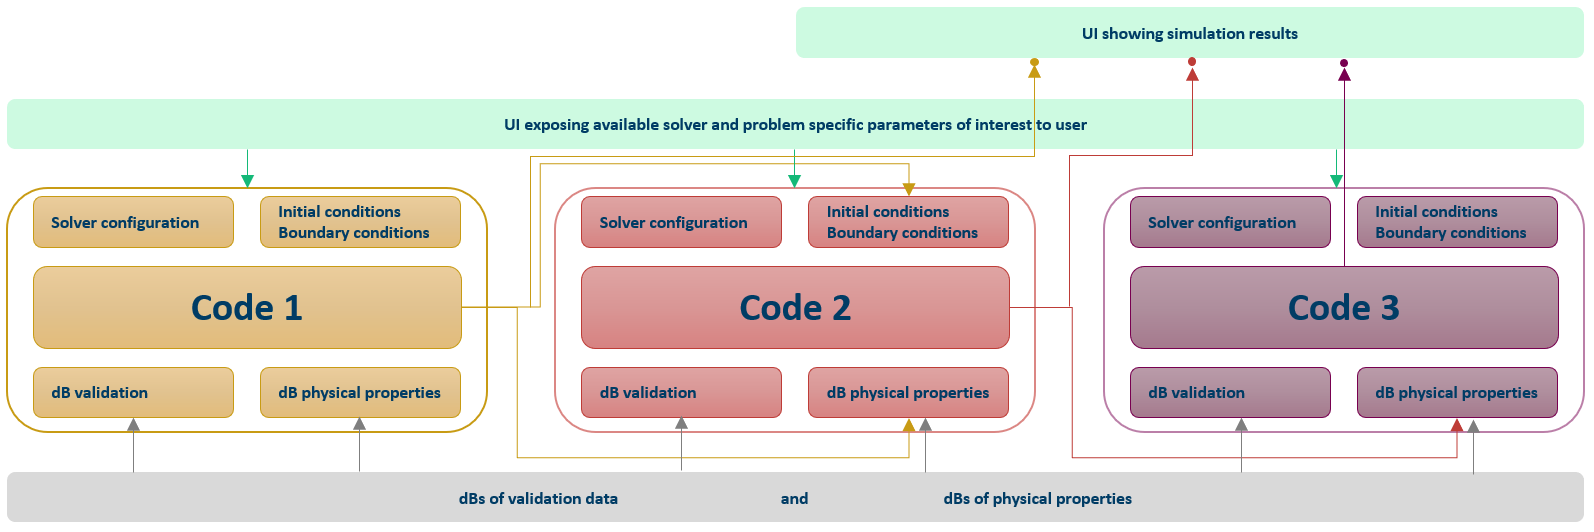 UI showing simulation results
UI exposing available solver and problem specific parameters of interest to user
Solver configuration
Initial conditions
Boundary conditions
Code 1
dB validation
dB physical properties
Solver configuration
Initial conditions
Boundary conditions
Code 2
dB validation
dB physical properties
Solver configuration
Initial conditions
Boundary conditions
Code 3
dB validation
dB physical properties
dBs of validation data and dBs of physical properties